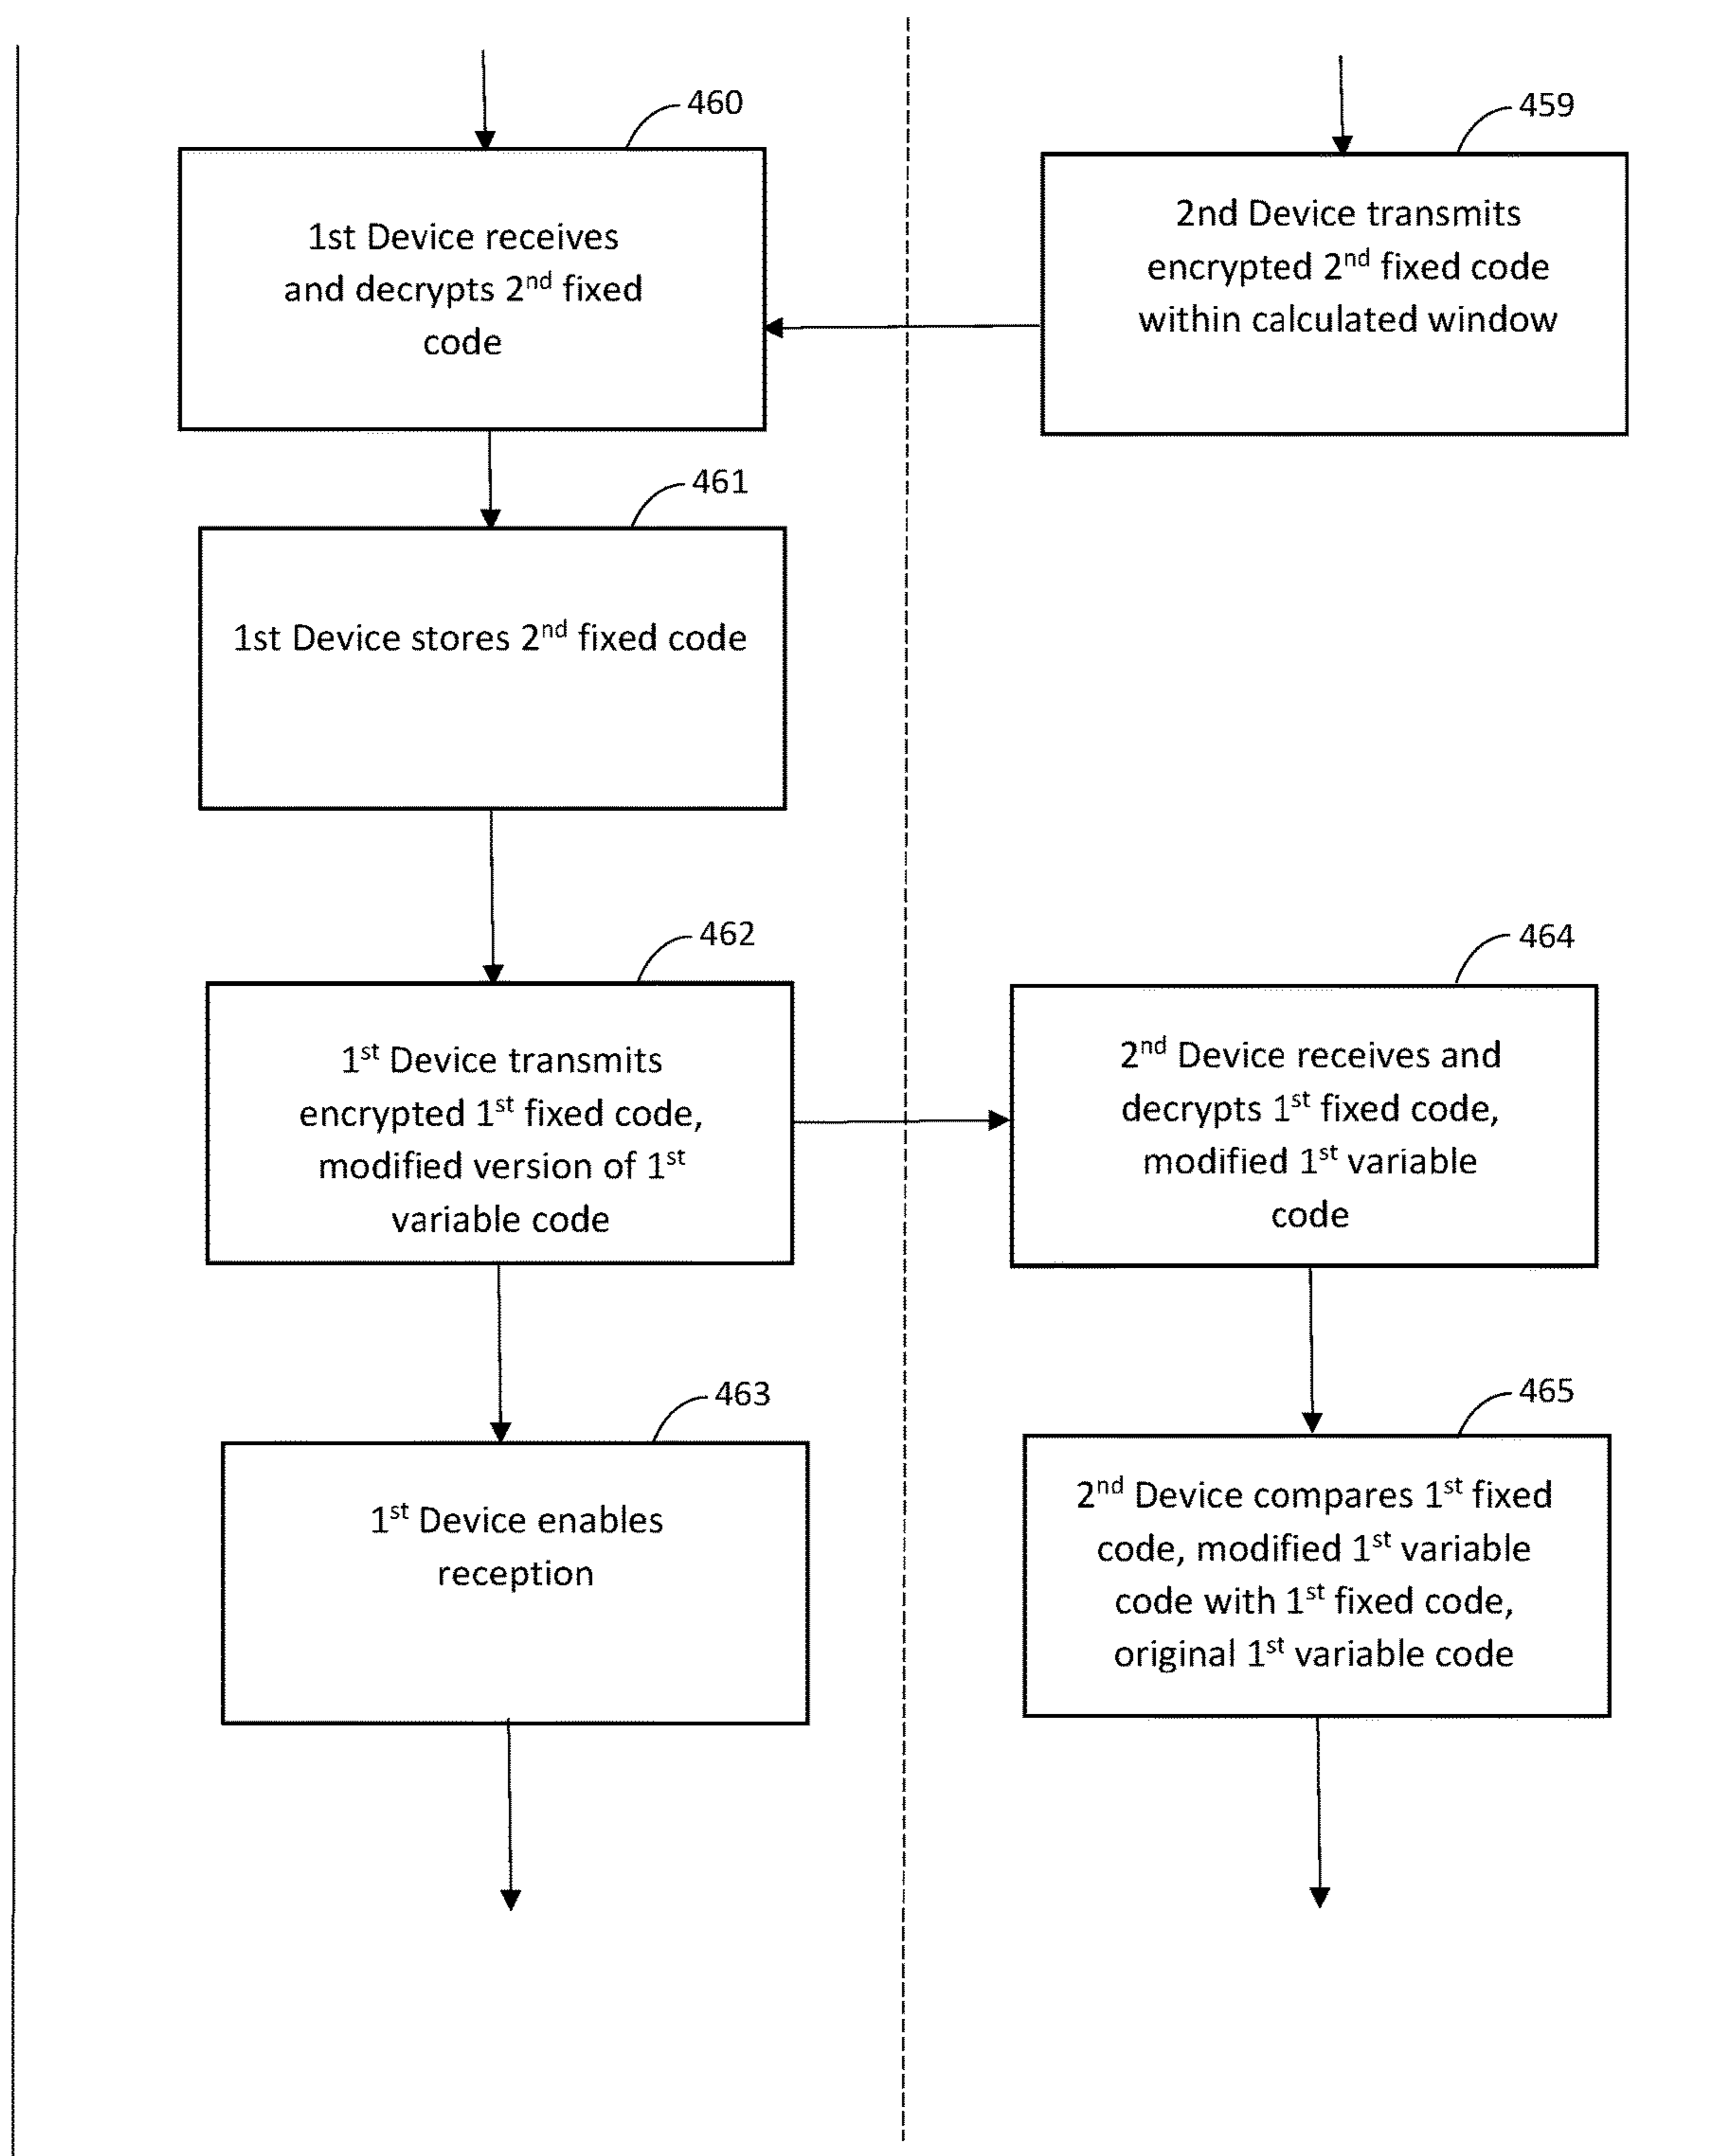 460
1st Device receives
and decrypts 2nd fixed
code
459
2nd Device transmits
encrypted 2nd fixed code
within calculated window
461
1st Device stores 2nd fixed code
462
1st Device transmits
encrypted 1st fixed code,
modified version of 1st
variable code
464
2nd Device receives and
decrypts 1st fixed code,
modified 1st variable
code
463
1st Device enables
reception
465
2nd Device compares 1st fixed
code, modified 1st variable
code with 1st fixed code,
original 1st variable code